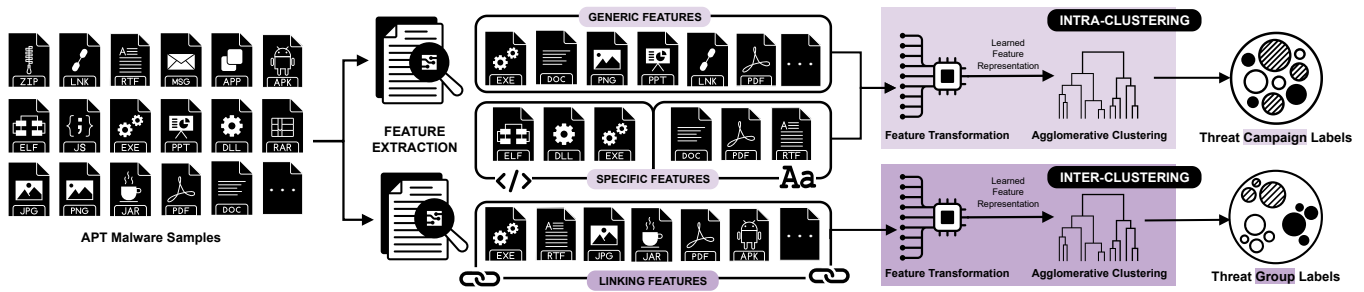 ZIP
LNK
RTF
MSG
APP
APK
ELF
JS
EXE
PPT
DLL
RAR
JPG
PNG
JAR
PDF
DOC
APT Malware Samples
FEATURE
EXTRACTION
GENERIC FEATURES
EXE
DOC
PNG
PPT
LNK
PDF
ELF
DLL
EXE
DOC
PDF
RTF
</>
SPECIFIC FEATURES
Aa
EXE
RTF
JPG
JAR
PDF
APK
LINKING FEATURES
INTRA-CLUSTERING
Learned
Feature
Representation
Feature Transformation
Agglomerative Clustering
Threat Campaign Labels
INTER-CLUSTERING
Learned
Feature
Representation
Feature Transformation
Agglomerative Clustering
Threat Group Labels